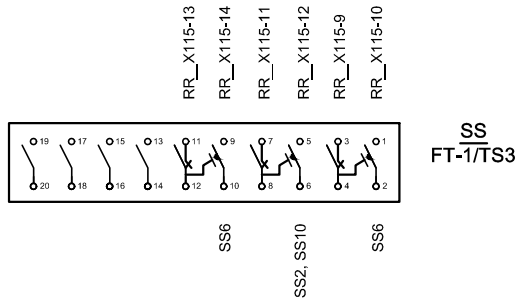 RR_X115-13
RR_X115-14
RR_X115-11
RR_X115-12
RR_X115-9
RR_X115-10
19
17
15
13
11
9
7
5
3
1
SS
FT-1/TS3
20
18
16
14
12
10
8
6
4
2
SS6
SS2, SS10
SS6